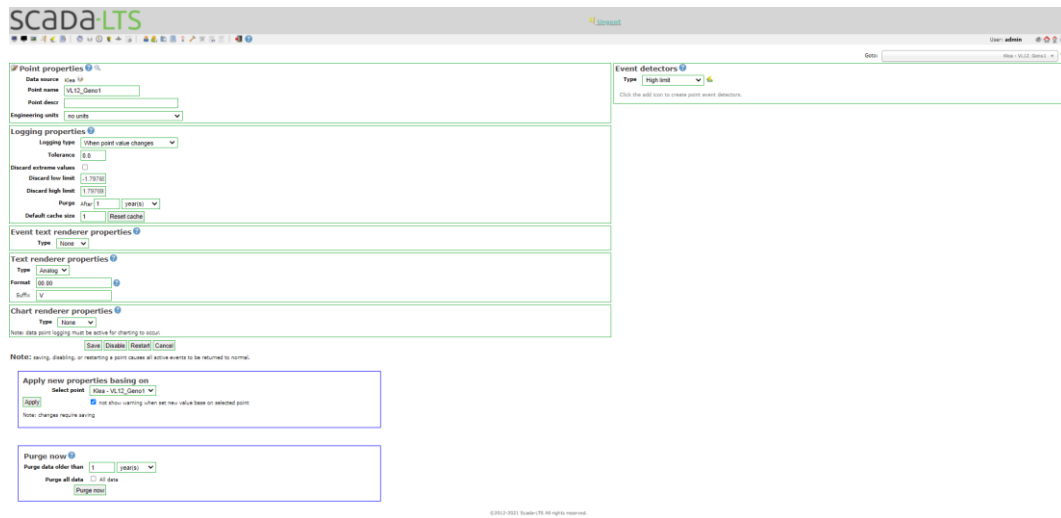 scada-LTS
Urgent
User: admin
Goto: Klea - VL12_Geno1
Point properties
Data source Klea
Point name VL12_Geno1
Point descr
Engineering units no units
Logging properties
Logging type When point value changes
Tolerance 0.0
Discard extreme values
Discard low limit -1.79769
Discard high limit 1.79769
Purge After 1 year(s)
Default cache size 1 Reset cache
Event text renderer properties
Type None
Text renderer properties
Type Analog
Format 00.00
Suffix V
Chart renderer properties
Type None
Note: data point logging must be active for charting to occur.
Save Disable Restart Cancel
Note: saving, disabling, or restarting a point causes all active events to be returned to normal.
Apply new properties basing on
Select point Klea - VL12_Geno1
Apply not show warning when set new value base on selected point
Note: changes require saving
Purge now
Purge data older than 1 year(s)
Purge all data All data
Purge now
Event detectors
Type High limit
Click the add icon to create point event detectors.
©2012-2021 Scada-LTS All rights reserved.